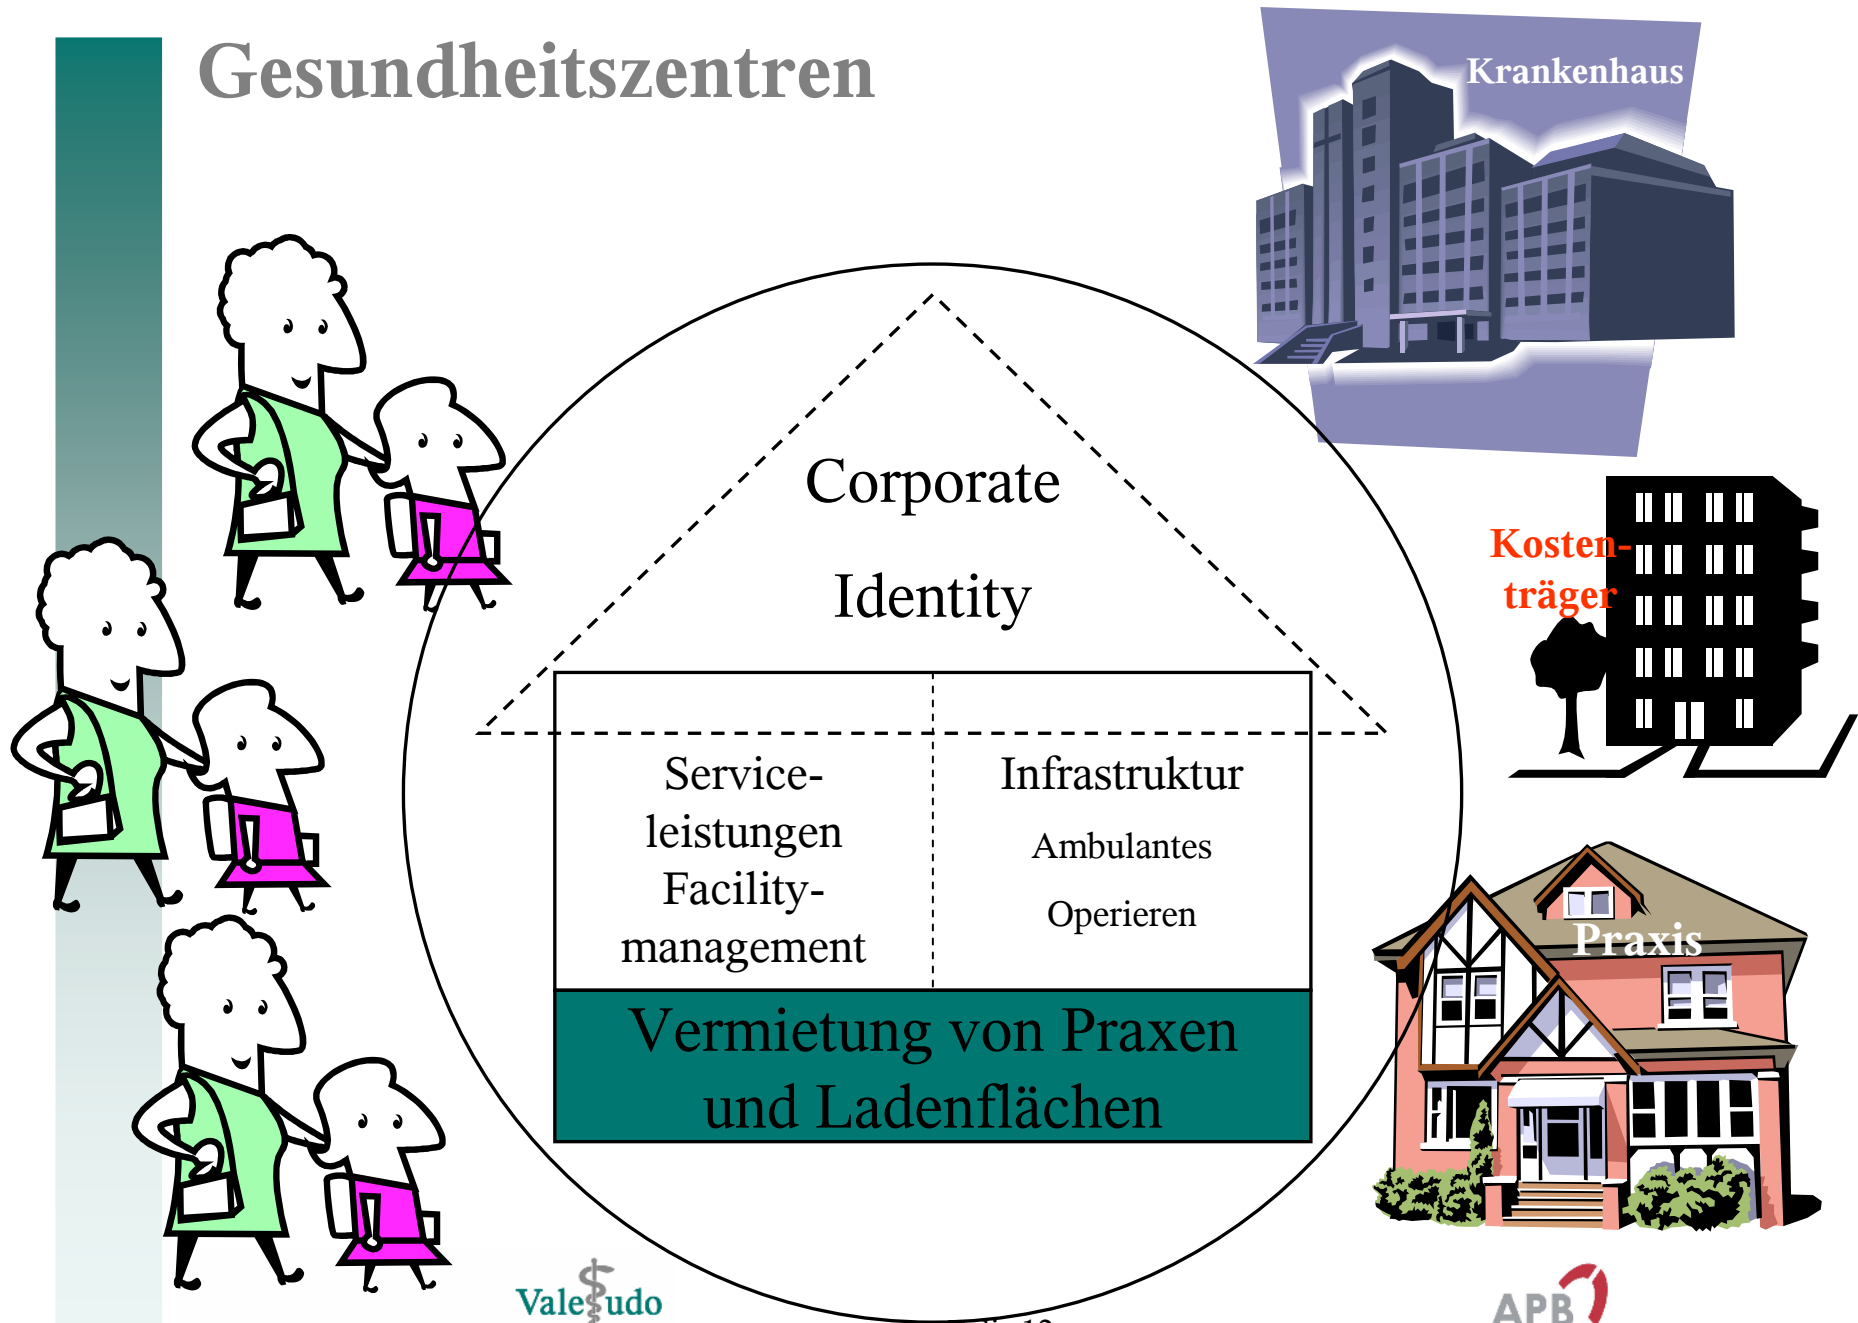 Gesundheitszentren
Krankenhaus
Corporate
Identity
Kosten-
träger
Service-
leistungen
Facility-
management
Infrastruktur
Ambulantes
Operieren
Praxis
Vermietung von Praxen
und Ladenflächen
Valetudo
APB